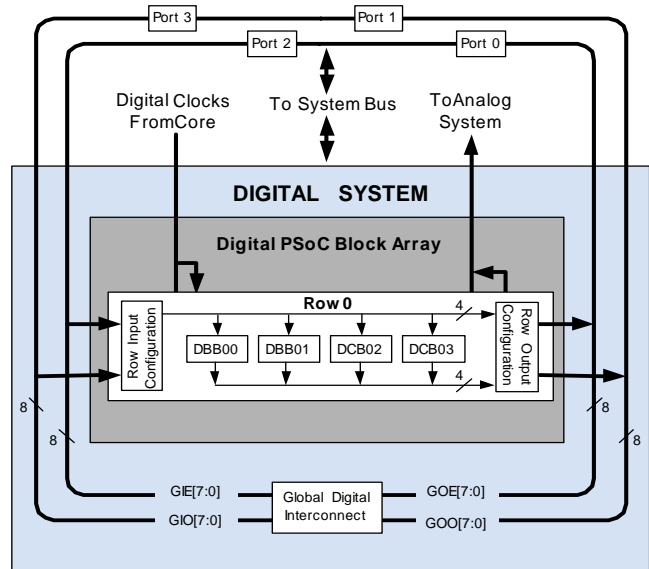 Port 3
Port 1
Port 2
Port 0
Digital Clocks
FromCore
To System Bus
ToAnalog
System
DIGITAL SYSTEM
Digital PSoC Block Array
Row Input
Configuration
Row 0
4
DBB00
DBB01
DCB02
DCB03
4
Row Output
Configuration
8
8
8
8
GIE[7:0]
GIO[7:0]
Global Digital
Interconnect
GOE[7:0]
GOO[7:0]